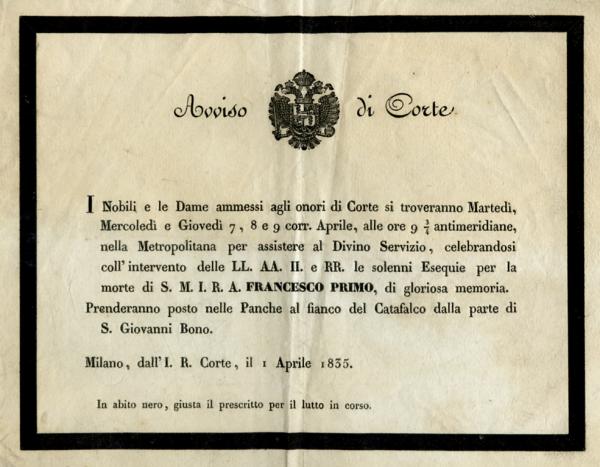 Avviso di Corte
I Nobili e le Dame ammessi agli onori di Corte si troveranno Martedì,
Mercoledì e Giovedì 7, 8 e 9 corr. Aprile, alle ore 9 3/4 antimeridiane,
nella Metropolitana per assistere al Divino Servizio, celebrandosi
coll'intervento delle LL. AA. II. e RR. le solenni Esequie per la
morte di S. M. I. R. A. FRANCESCO PRIMO, di gloriosa memoria.
Prenderanno posto nelle Panche al fianco del Catafalco dalla parte di
S. Giovanni Bono.
Milano, dall'I. R. Corte, il 1 Aprile 1835.
In abito nero, giusta il prescritto per il lutto in corso.